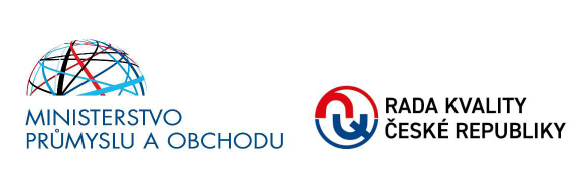 MINISTERSTVO
PRŮMYSLU A OBCHODU
RADA KVALITY
ČESKÉ REPUBLIKY